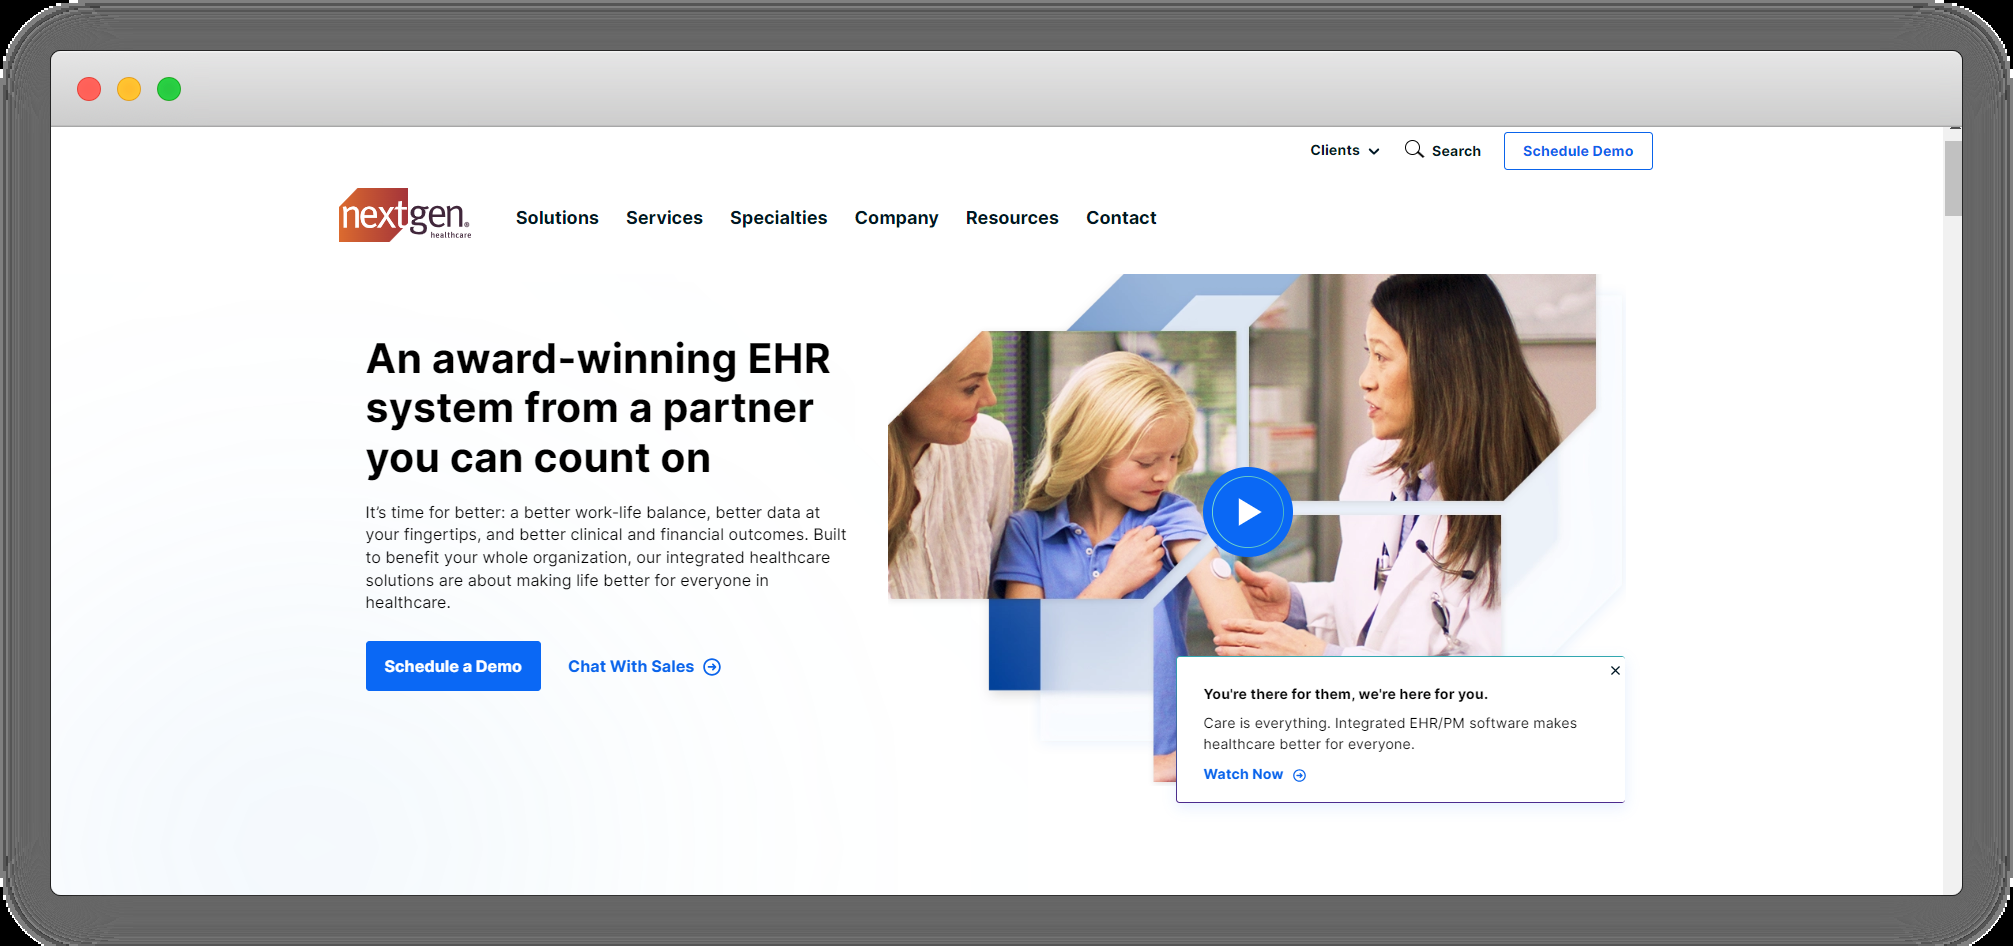 Clients
Search
Schedule Demo
nextgen®
healthcare
Solutions
Services
Specialties
Company
Resources
Contact
An award-winning EHR
system from a partner
you can count on
It’s time for better: a better work-life balance, better data at
your fingertips, and better clinical and financial outcomes. Built
to benefit your whole organization, our integrated healthcare
solutions are about making life better for everyone in
healthcare.
Schedule a Demo
Chat With Sales
You're there for them, we're here for you.
Care is everything. Integrated EHR/PM software makes
healthcare better for everyone.
Watch Now